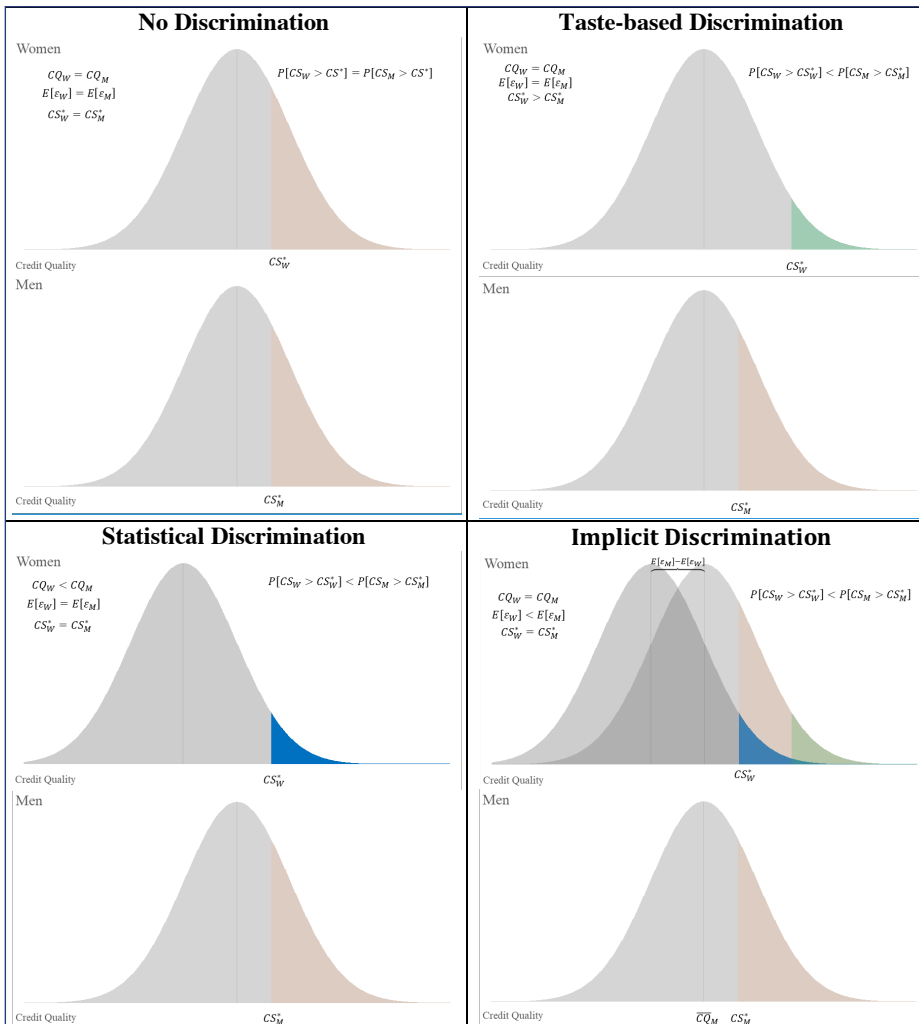 No Discrimination
Women
CQ_W = CQ_M
E[ε_W] = E[ε_M]
CS*_W = CS*_M
P[CS_W > CS*] = P[CS_M > CS*]
Credit Quality
CS*_W
Men
Credit Quality
CS*_M
Taste-based Discrimination
Women
CQ_W = CQ_M
E[ε_W] = E[ε_M]
CS*_W > CS*_M
P[CS_W > CS*_W] < P[CS_M > CS*_M]
Credit Quality
CS*_W
Men
Credit Quality
CS*_M
Statistical Discrimination
Women
CQ_W < CQ_M
E[ε_W] = E[ε_M]
CS*_W = CS*_M
P[CS_W > CS*_W] < P[CS_M > CS*_M]
Credit Quality
CS*_W
Men
Credit Quality
CS*_M
Implicit Discrimination
Women
E[ε_M]−E[ε_W]
CQ_W = CQ_M
E[ε_W] < E[ε_M]
CS*_W = CS*_M
P[CS_W > CS*_W] < P[CS_M > CS*_M]
Credit Quality
CS*_W
Men
Credit Quality
C̅Q̅_M CS*_M